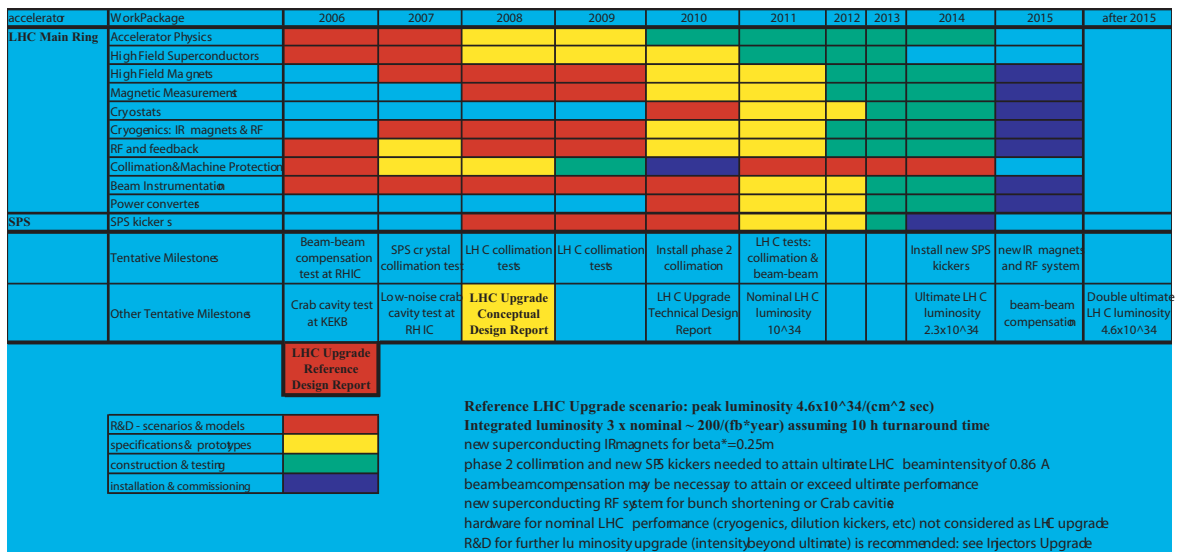 accelerator WorkPackage 2006 2007 2008 2009 2010 2011 2012 2013 2014 2015 after 2015
LHC Main Ring Accelerator Physics
High Field Superconductors
High Field Magnets
Magnetic Measurements
Cryostats
Cryogenics: IR magnets & RF
RF and feedback
Collimation&Machine Protection
Beam Instrumentation
Power converters
SPS SPS kickers
Tentative Milestones
Beam-beam
compensation
test at RHIC
SPS crystal
collimation test
LHC collimation
tests
LHC collimation
tests
Install phase 2
collimation
LHC tests:
collimation &
beam-beam
Install new SPS
kickers
new IR magnets
and RF system
Other Tentative Milestones
Crab cavity test
at KEKB
Low-noise crab
cavity test at
RHIC
LHC Upgrade
Conceptual
Design Report
LHC Upgrade
Technical Design
Report
Nominal LHC
luminosity
10^34
Ultimate LHC
luminosity
2.3x10^34
beam-beam
compensation
Double ultimate
LHC luminosity
4.6x10^34
LHC Upgrade
Reference
Design Report
R&D - scenarios & models
specifications & prototypes
construction & testing
installation & commissioning
Reference LHC Upgrade scenario: peak luminosity 4.6x10^34/(cm^2 sec)
Integrated luminosity 3 x nominal ~ 200/(fb*year) assuming 10 h turnaround time
new superconducting IR magnets for beta*=0.25m
phase 2 collimation and new SPS kickers needed to attain ultimate LHC beam intensity of 0.86 A
beam-beam compensation may be necessary to attain or exceed ultimate performance
new superconducting RF system for bunch shortening or Crab cavities
hardware for nominal LHC performance (cryogenics, dilution kickers, etc) not considered as LHC upgrade
R&D for further luminosity upgrade (intensity beyond ultimate) is recommended: see Injectors Upgrade